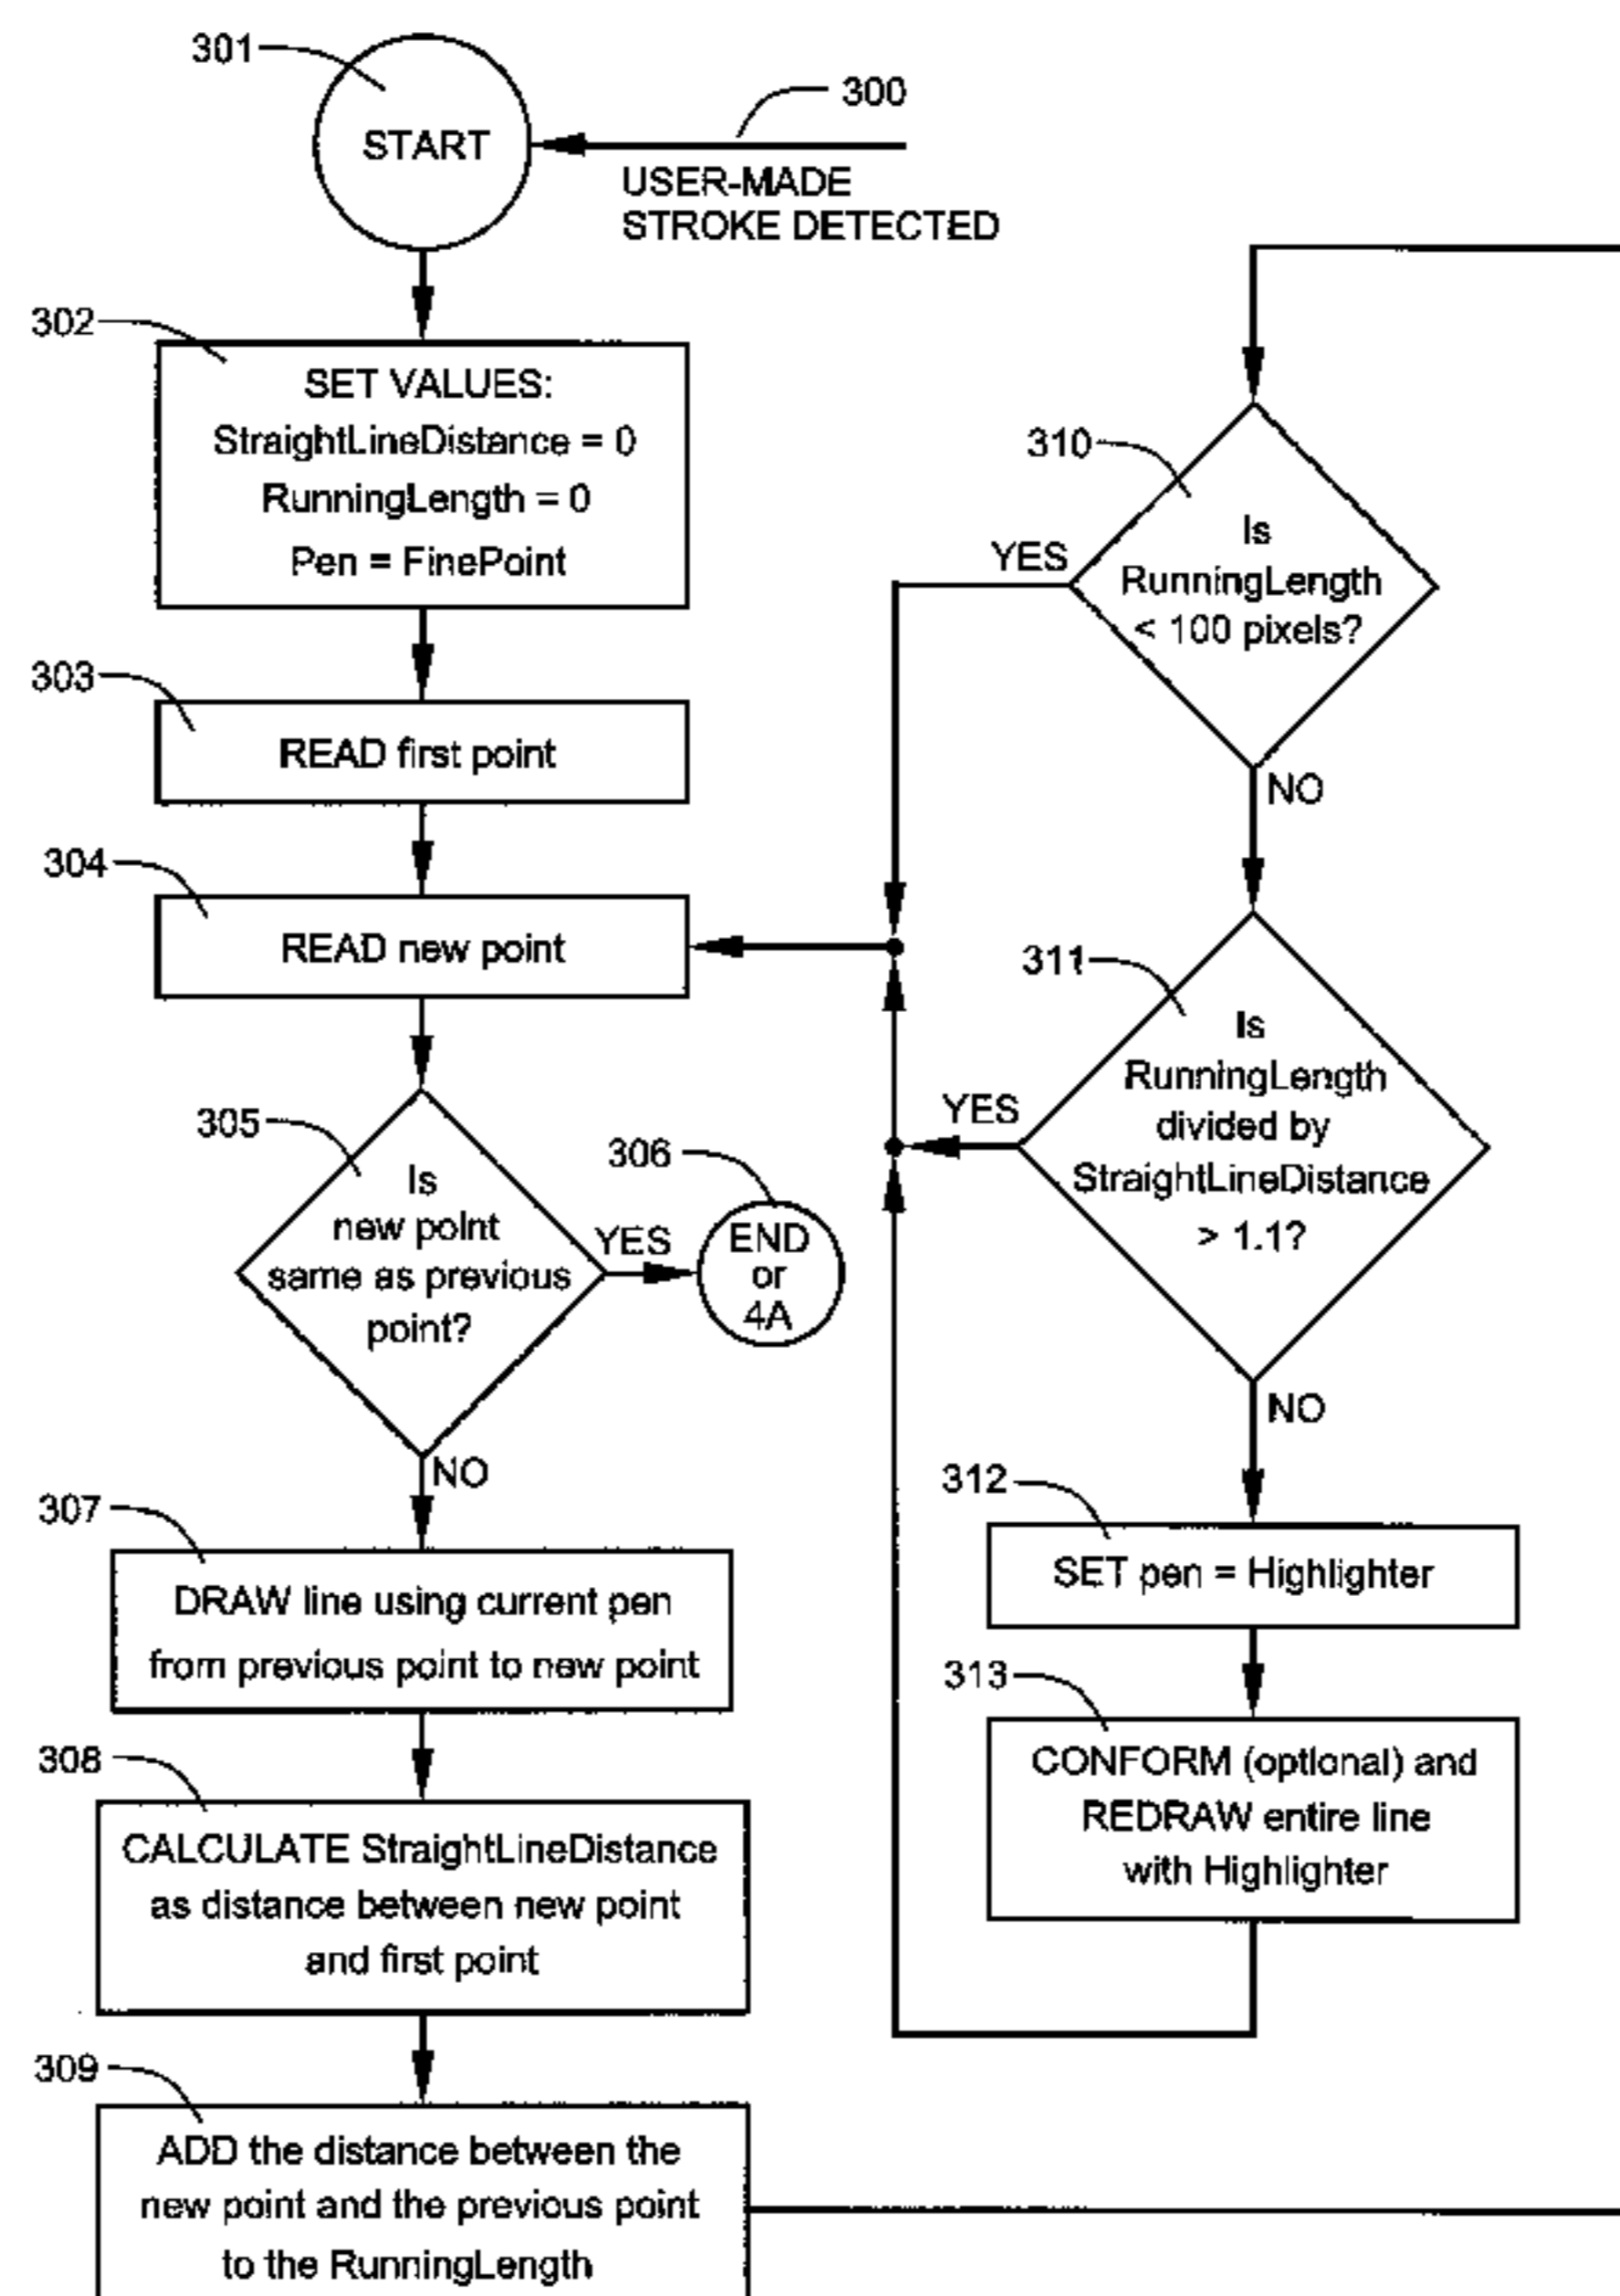 301
START
300
USER-MADE
STROKE DETECTED
302
SET VALUES:
StraightLineDistance = 0
RunningLength = 0
Pen = FinePoint
303
READ first point
304
READ new point
305
Is
new point
same as previous
point?
YES
306
END
or
4A
NO
307
DRAW line using current pen
from previous point to new point
308
CALCULATE StraightLineDistance
as distance between new point
and first point
309
ADD the distance between the
new point and the previous point
to the RunningLength
310
Is
RunningLength
< 100 pixels?
YES
NO
311
Is
RunningLength
divided by
StraightLineDistance
> 1.1?
YES
NO
312
SET pen = Highlighter
313
CONFORM (optional) and
REDRAW entire line
with Highlighter